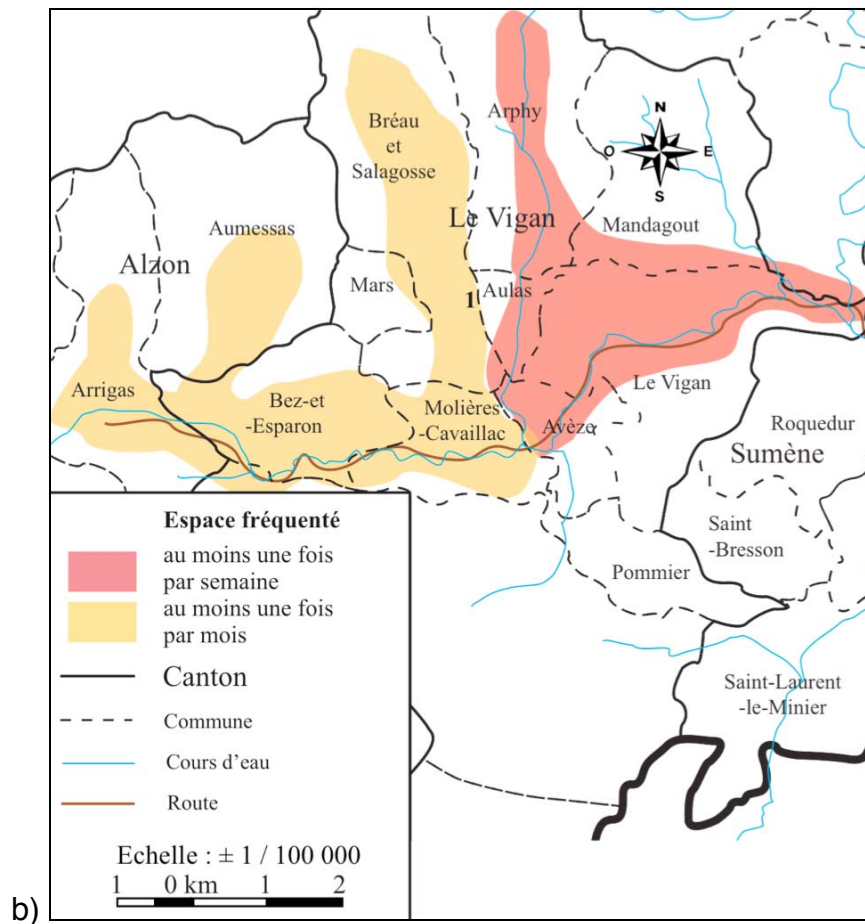 Arphy
Bréau
et
Salagosse
N
O
E
S
Le Vigan
Mandagout
Aumessas
Alzon
Mars
1
Aulas
Arrigas
Bez-et
-Esparon
Molières
-Cavaillac
Avèze
Le Vigan
Roquedur
Sumène
Saint
-Bresson
Pommier
Saint-Laurent
-le-Minier
Espace fréquenté
au moins une fois
par semaine
au moins une fois
par mois
Canton
Commune
Cours d'eau
Route
Echelle : ± 1 / 100 000
1 0 km 1 2
b)